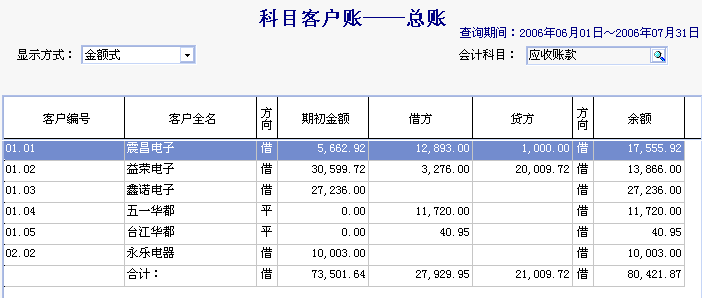 科目客户账——总账
查询期间：2006年06月01日～2006年07月31日
显示方式： 金额式 会计科目： 应收账款
客户编号 客户全名 方向 期初金额 借方 贷方 方向 余额
01.01 震昌电子 借 5,662.92 12,893.00 1,000.00 借 17,555.92
01.02 益荣电子 借 30,599.72 3,276.00 20,009.72 借 13,866.00
01.03 鑫诺电子 借 27,236.00 借 27,236.00
01.04 五一华都 平 0.00 11,720.00 借 11,720.00
01.05 台江华都 平 0.00 40.95 借 40.95
02.02 永乐电器 借 10,003.00 借 10,003.00
合计： 借 73,501.64 27,929.95 21,009.72 借 80,421.87